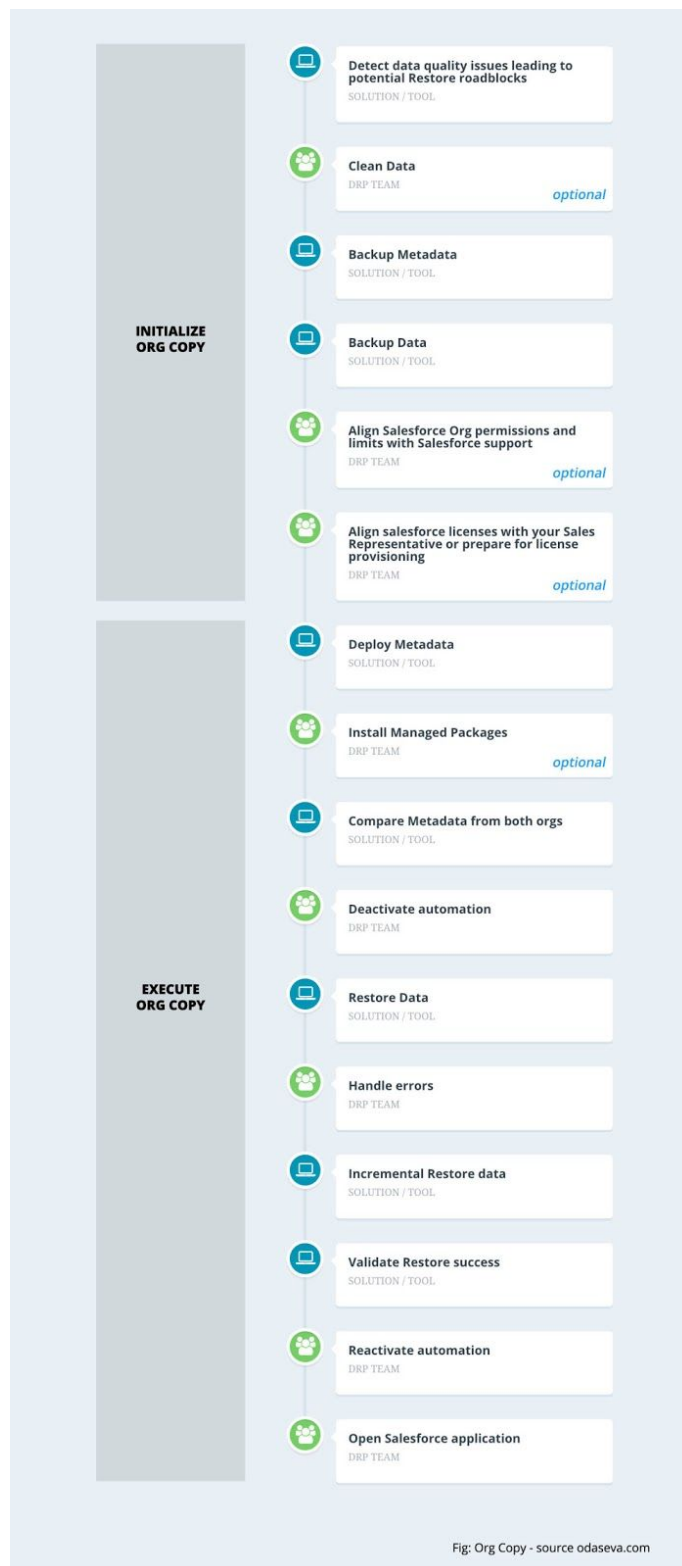 Detect data quality issues leading to
potential Restore roadblocks
SOLUTION / TOOL
Clean Data
DRP TEAM
optional
Backup Metadata
SOLUTION / TOOL
INITIALIZE
ORG COPY
Backup Data
SOLUTION / TOOL
Align Salesforce Org permissions and
limits with Salesforce support
DRP TEAM
optional
Align salesforce licenses with your Sales
Representative or prepare for license
provisioning
DRP TEAM
optional
Deploy Metadata
SOLUTION / TOOL
Install Managed Packages
DRP TEAM
optional
Compare Metadata from both orgs
SOLUTION / TOOL
Deactivate automation
DRP TEAM
EXECUTE
ORG COPY
Restore Data
SOLUTION / TOOL
Handle errors
DRP TEAM
Incremental Restore data
SOLUTION / TOOL
Validate Restore success
SOLUTION / TOOL
Reactivate automation
DRP TEAM
Open Salesforce application
DRP TEAM
Fig: Org Copy - source odaseva.com